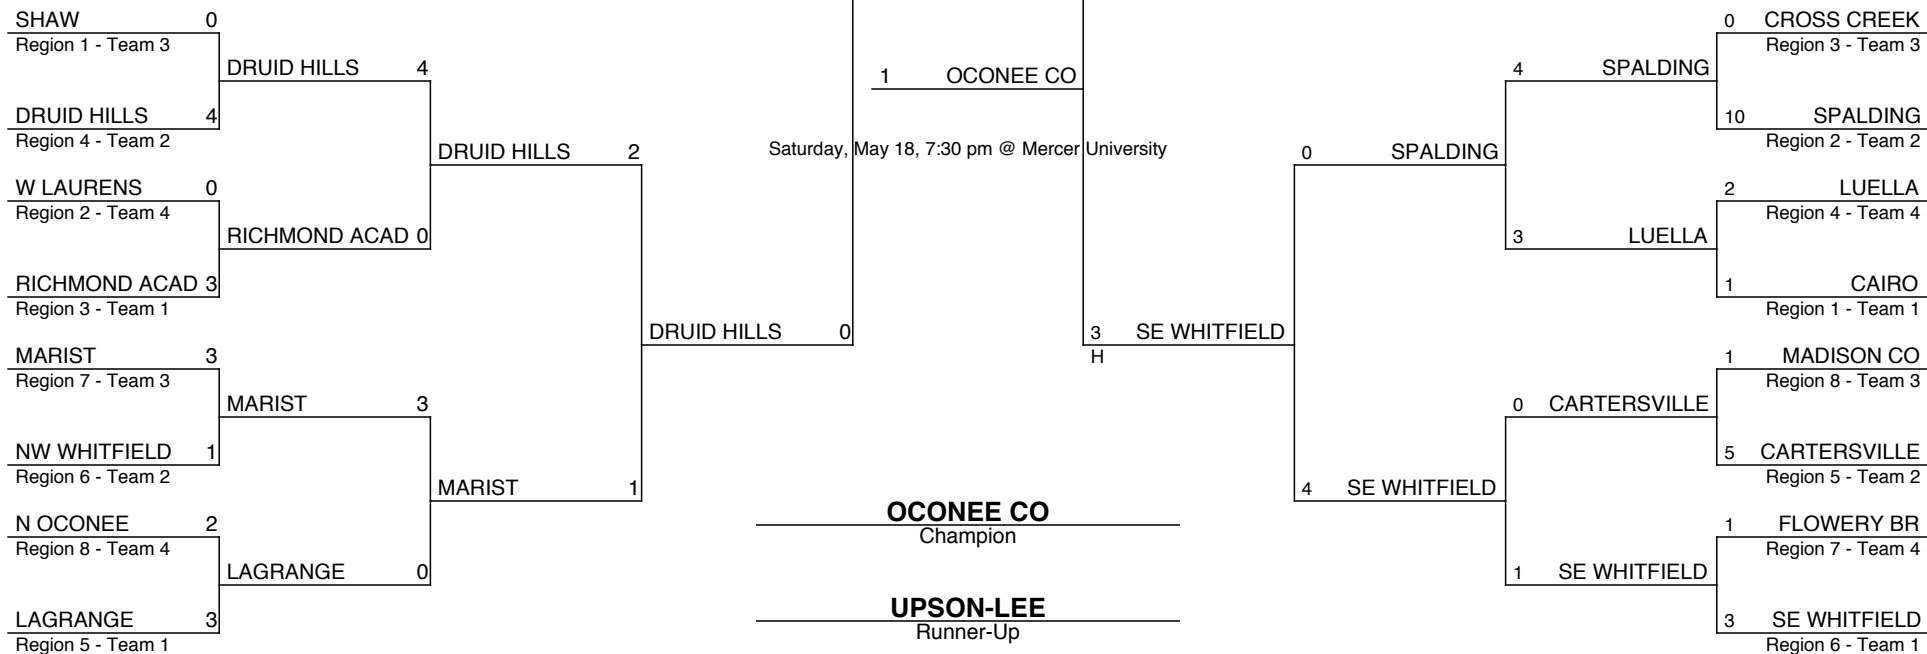 SHAW 0
Region 1 - Team 3
DRUID HILLS 4
DRUID HILLS 4
Region 4 - Team 2
DRUID HILLS 2
W LAURENS 0
Region 2 - Team 4
RICHMOND ACAD 0
RICHMOND ACAD 3
Region 3 - Team 1
DRUID HILLS 0
MARIST 3
Region 7 - Team 3
MARIST 3
NW WHITFIELD 1
Region 6 - Team 2
MARIST 1
N OCONEE 2
Region 8 - Team 4
LAGRANGE 0
LAGRANGE 3
Region 5 - Team 1
1 OCONEE CO
Saturday, May 18, 7:30 pm @ Mercer University
OCONEE CO
Champion
UPSON-LEE
Runner-Up
0 CROSS CREEK
Region 3 - Team 3
4 SPALDING
10 SPALDING
Region 2 - Team 2
0 SPALDING
2 LUELLA
Region 4 - Team 4
3 LUELLA
1 CAIRO
Region 1 - Team 1
3 SE WHITFIELD
H
1 MADISON CO
Region 8 - Team 3
0 CARTERSVILLE
5 CARTERSVILLE
Region 5 - Team 2
4 SE WHITFIELD
1 FLOWERY BR
Region 7 - Team 4
1 SE WHITFIELD
3 SE WHITFIELD
Region 6 - Team 1